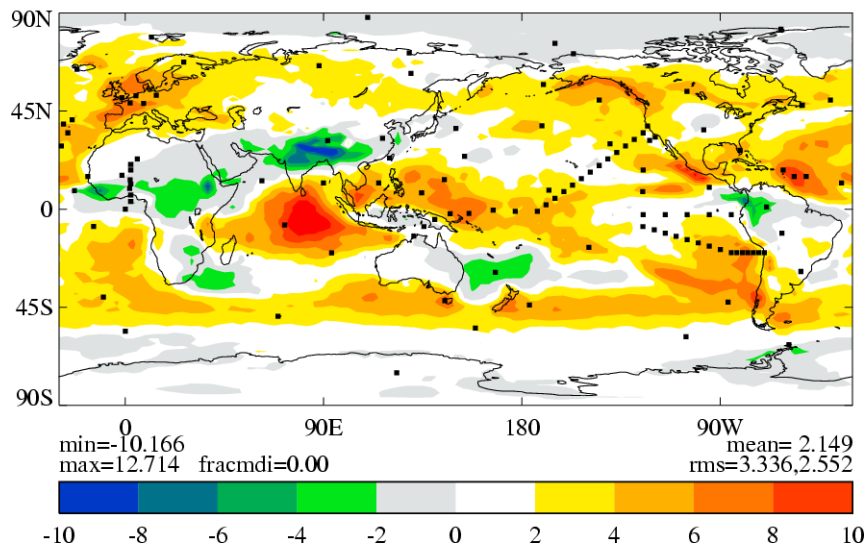 90N
45N
0
45S
90S
0 90E 180 90W
min=-10.166 mean= 2.149
max=12.714 fracmdi=0.00 rms=3.336,2.552
-10 -8 -6 -4 -2 0 2 4 6 8 10